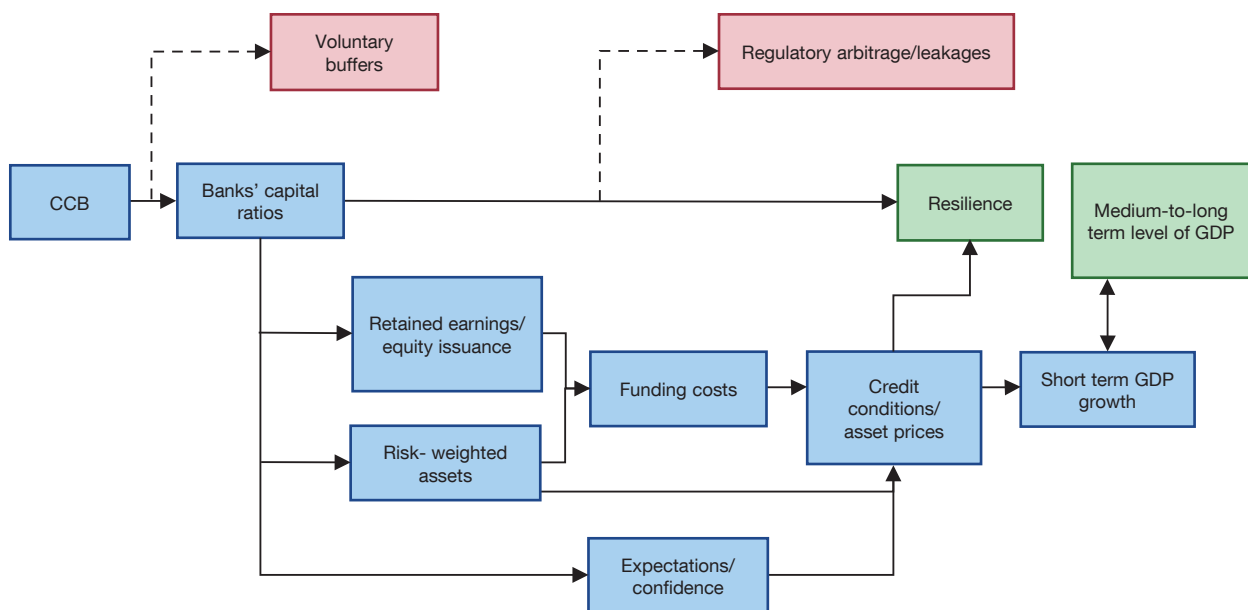 Voluntary
buffers
Regulatory arbitrage/leakages
CCB
Banks’ capital
ratios
Resilience
Medium-to-long
term level of GDP
Retained earnings/
equity issuance
Funding costs
Credit
conditions/
asset prices
Short term GDP
growth
Risk- weighted
assets
Expectations/
confidence